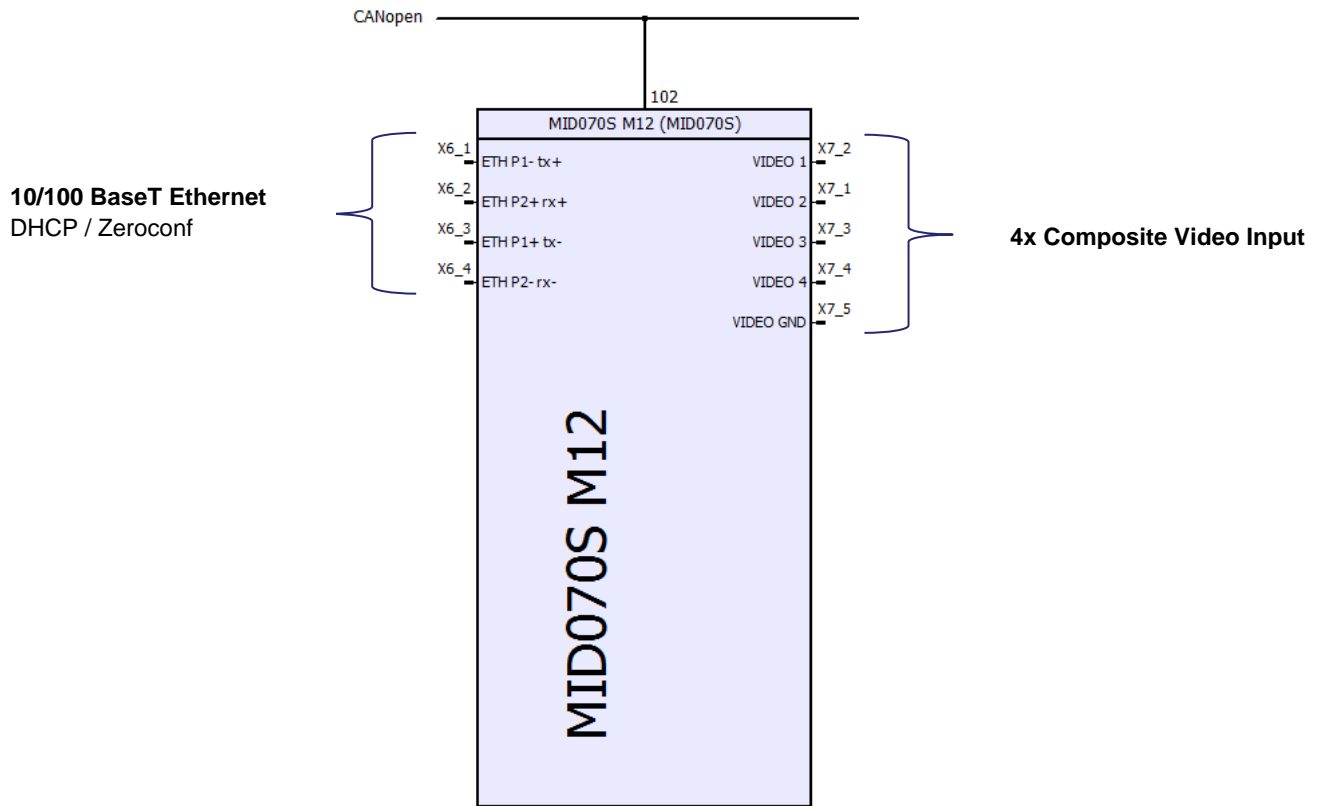 CANopen
102
MID070S M12 (MID070S)
X6_1
ETH P1- tx+
X6_2
ETH P2+ rx+
X6_3
ETH P1+ tx-
X6_4
ETH P2- rx-
VIDEO 1
X7_2
VIDEO 2
X7_1
VIDEO 3
X7_3
VIDEO 4
X7_4
VIDEO GND
X7_5
10/100 BaseT Ethernet
DHCP / Zeroconf
4x Composite Video Input
MID070S M12